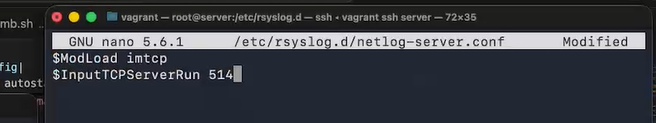 vagrant — root@server:/etc/rsyslog.d — ssh ‹ vagrant ssh server — 72×35
mb.sh
GNU nano 5.6.1 /etc/rsyslog.d/netlog-server.conf Modified
$ModLoad imtcp
fig|
$InputTCPServerRun 514
autosta